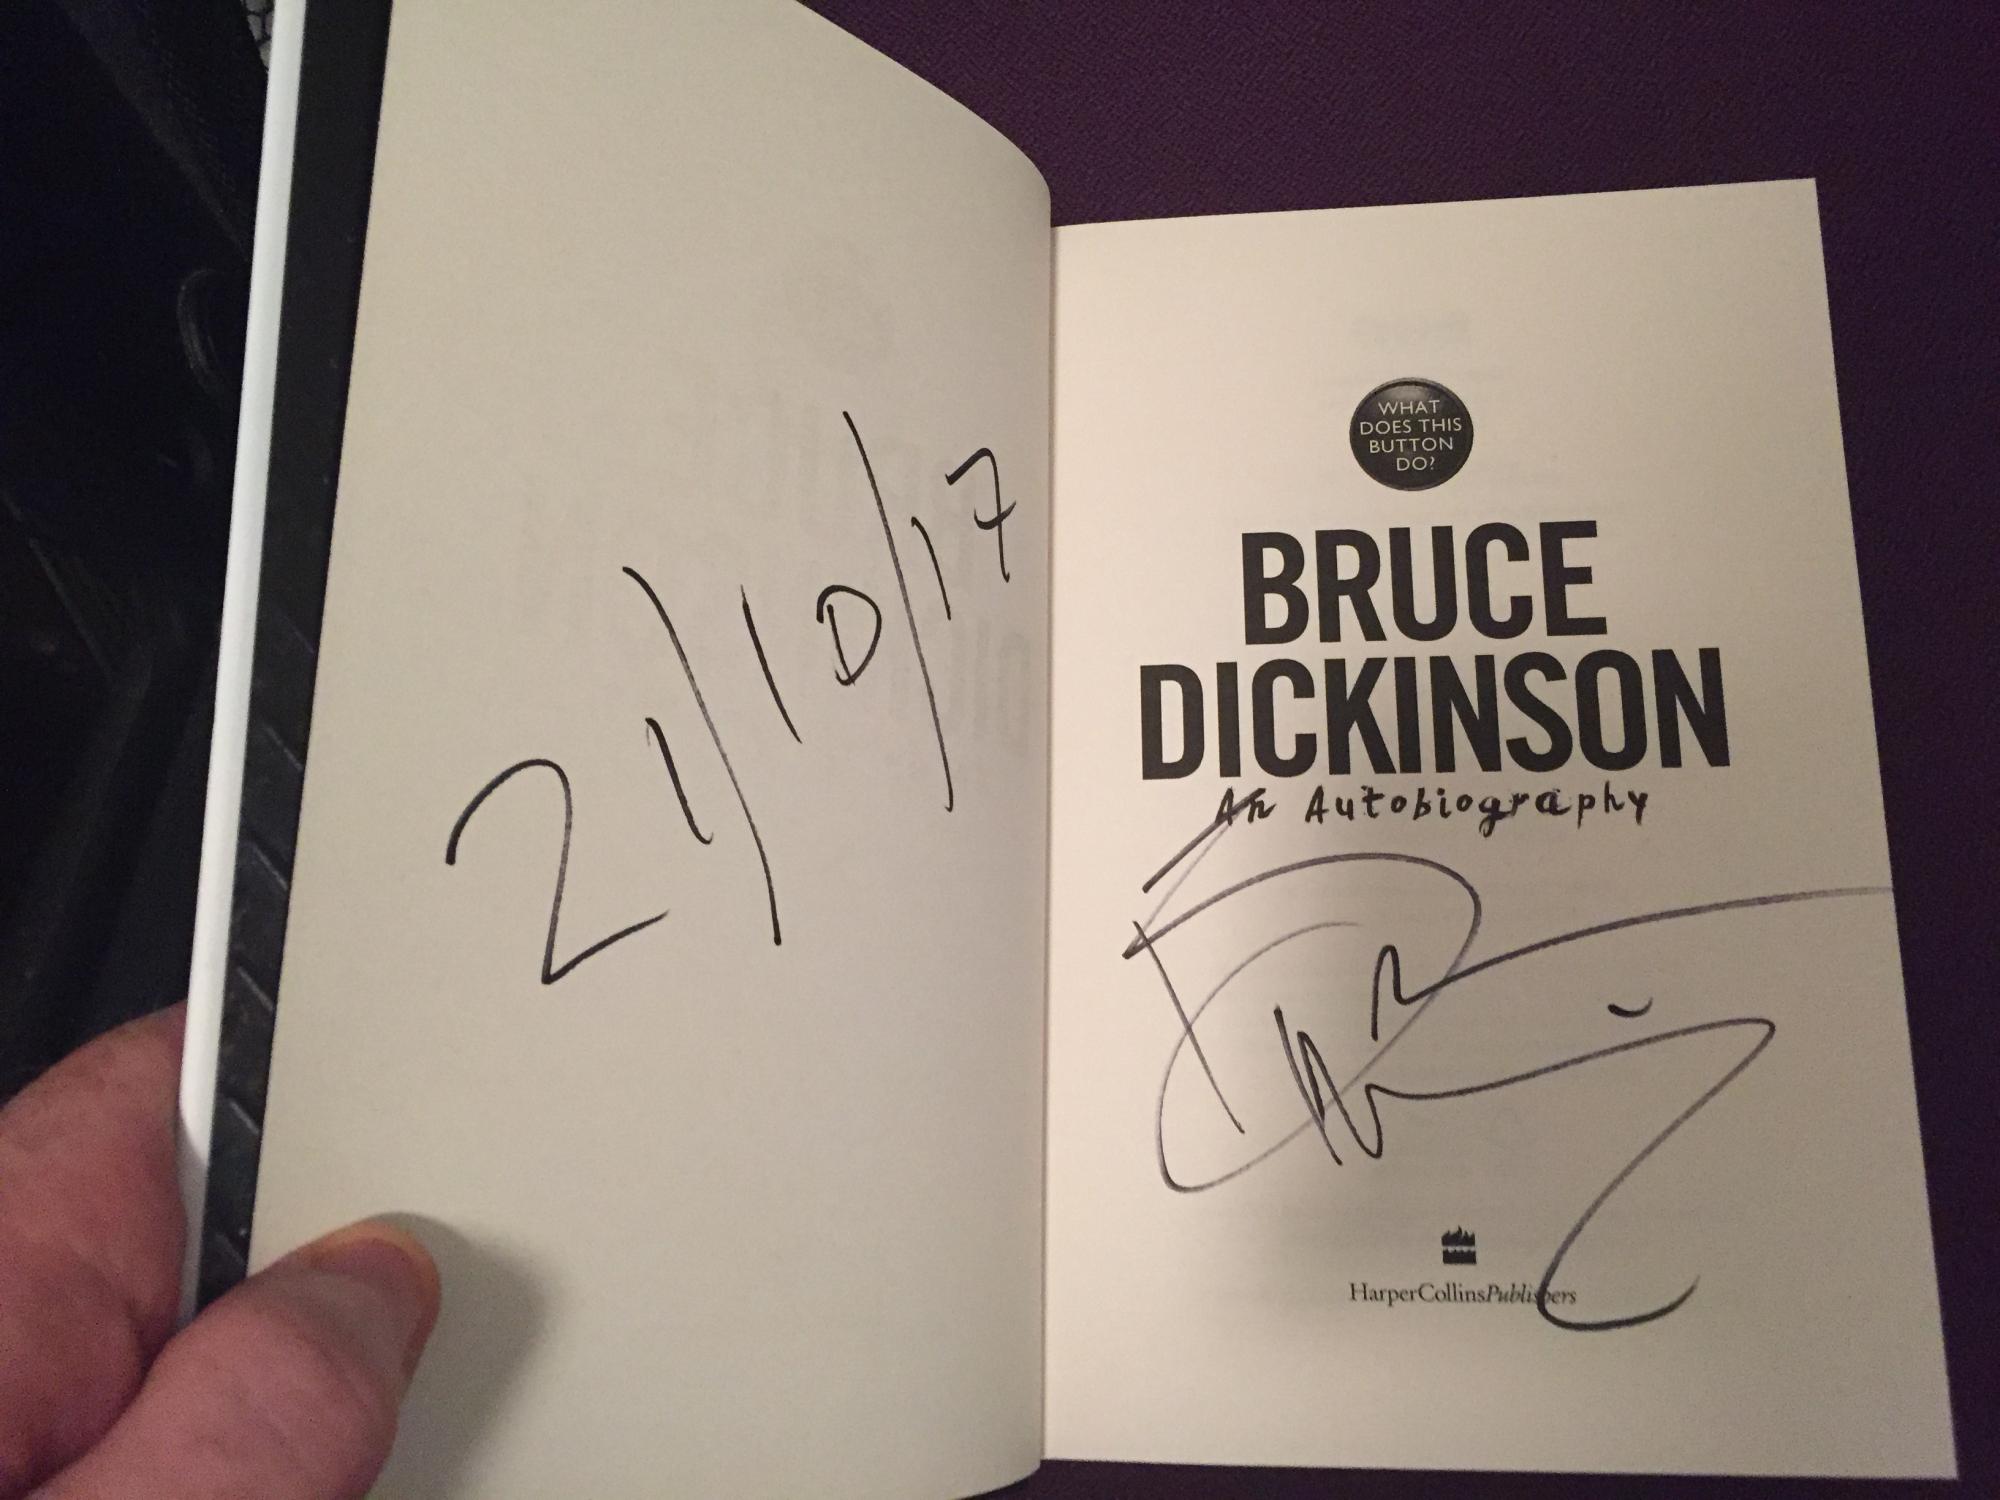 21/10/17
WHAT
DOES THIS
BUTTON
DO?
BRUCE
DICKINSON
An Autobiography
HarperCollinsPublishers